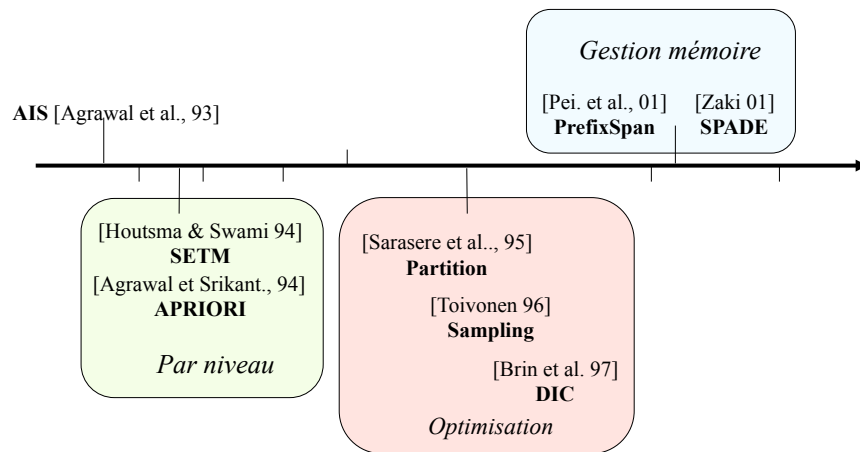 Gestion mémoire
[Pei. et al., 01] [Zaki 01]
PrefixSpan SPADE
AIS [Agrawal et al., 93]
[Houtsma & Swami 94]
SETM
[Agrawal et Srikant., 94]
APRIORI
Par niveau
[Sarasere et al.., 95]
Partition
[Toivonen 96]
Sampling
[Brin et al. 97]
DIC
Optimisation